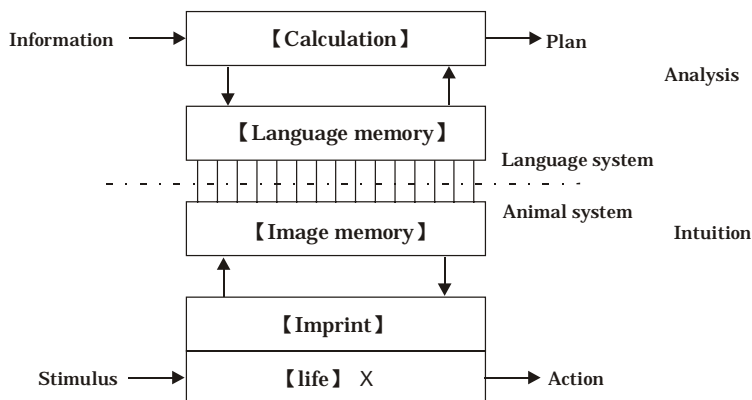 Information
【Calculation】
Plan
Analysis
【Language memory】
Language system
Animal system
【Image memory】
Intuition
【Imprint】
Stimulus
【life】 X
Action